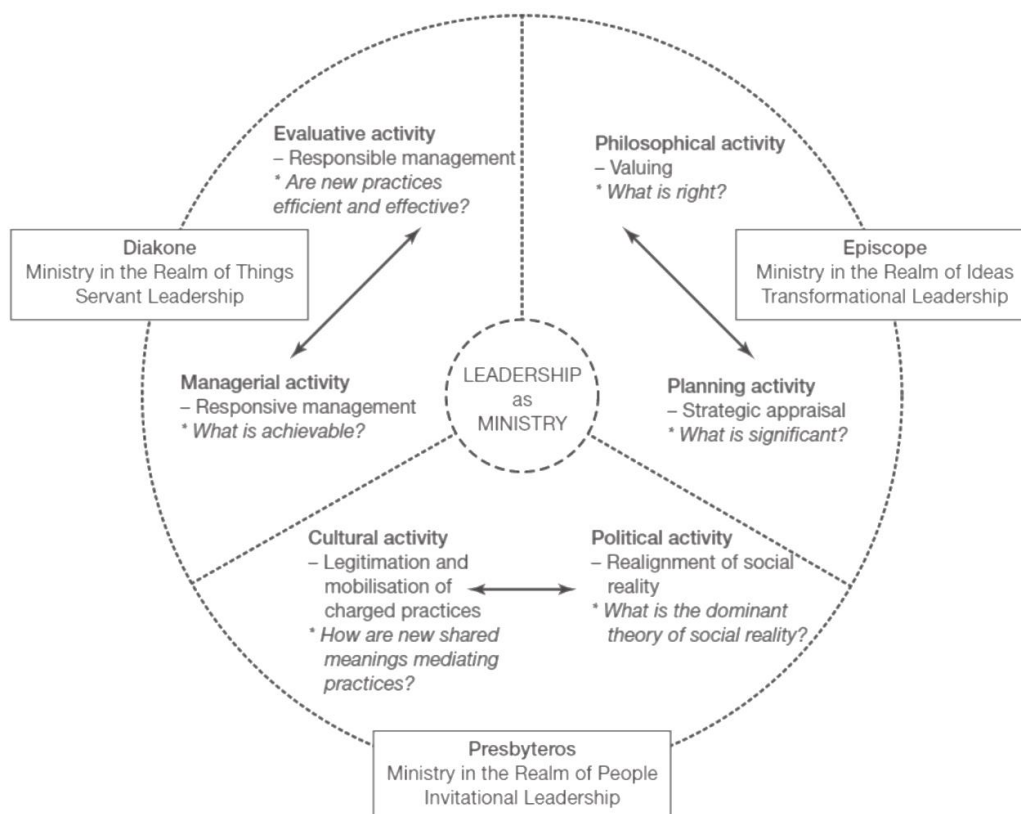 Evaluative activity
– Responsible management
* Are new practices
efficient and effective?
Philosophical activity
– Valuing
* What is right?
Diakone
Ministry in the Realm of Things
Servant Leadership
Episcope
Ministry in the Realm of Ideas
Transformational Leadership
Managerial activity
– Responsive management
* What is achievable?
LEADERSHIP
as
MINISTRY
Planning activity
– Strategic appraisal
* What is significant?
Cultural activity
– Legitimation and
mobilisation of
charged practices
* How are new shared
meanings mediating
practices?
Political activity
– Realignment of social
reality
* What is the dominant
theory of social reality?
Presbyteros
Ministry in the Realm of People
Invitational Leadership